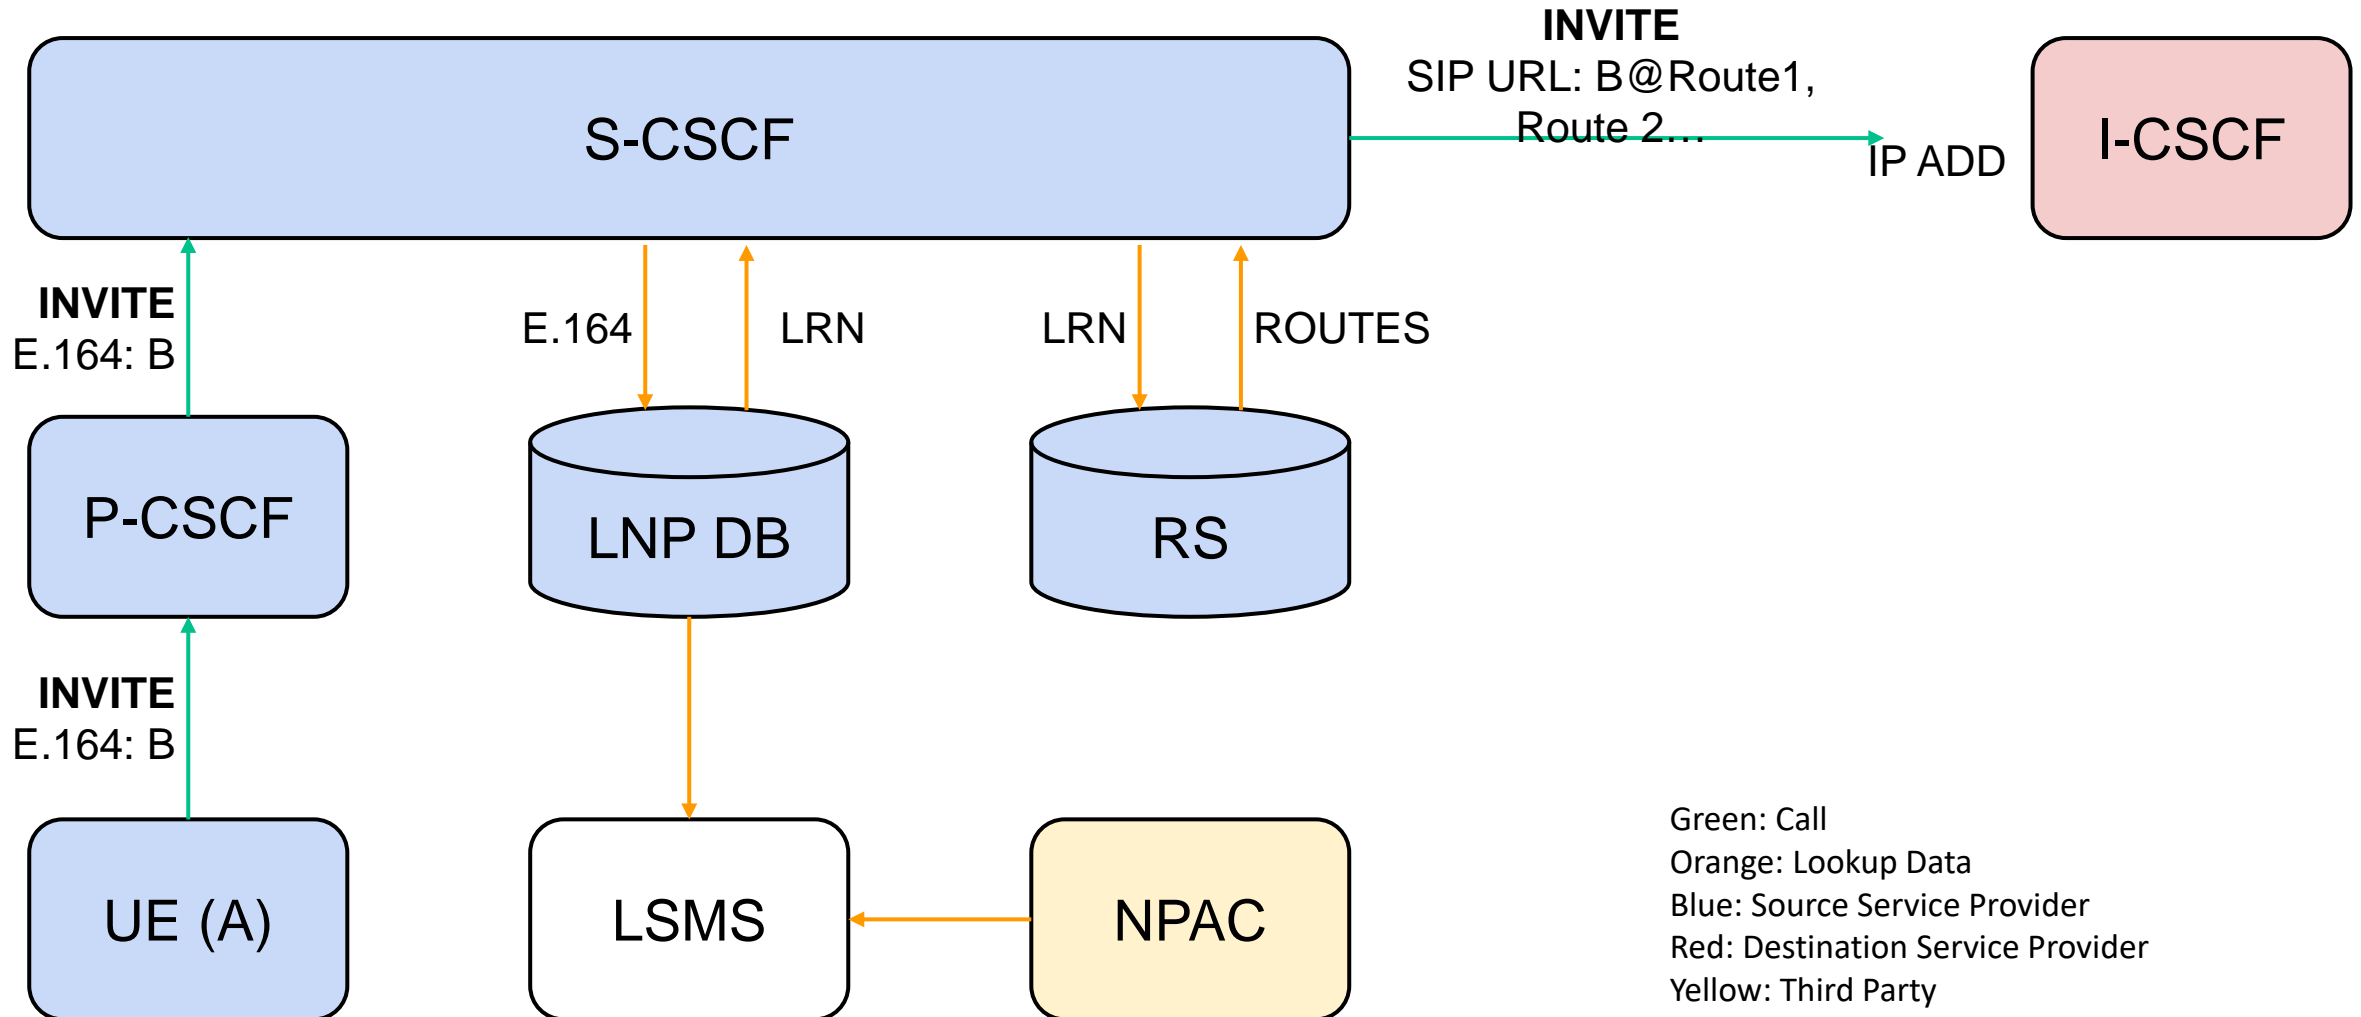 INVITE
SIP URL: B@Route1,
Route 2...
S-CSCF
IP ADD
I-CSCF
INVITE
E.164: B
E.164
LRN
LRN
ROUTES
P-CSCF
LNP DB
RS
INVITE
E.164: B
UE (A)
LSMS
NPAC
Green: Call
Orange: Lookup Data
Blue: Source Service Provider
Red: Destination Service Provider
Yellow: Third Party